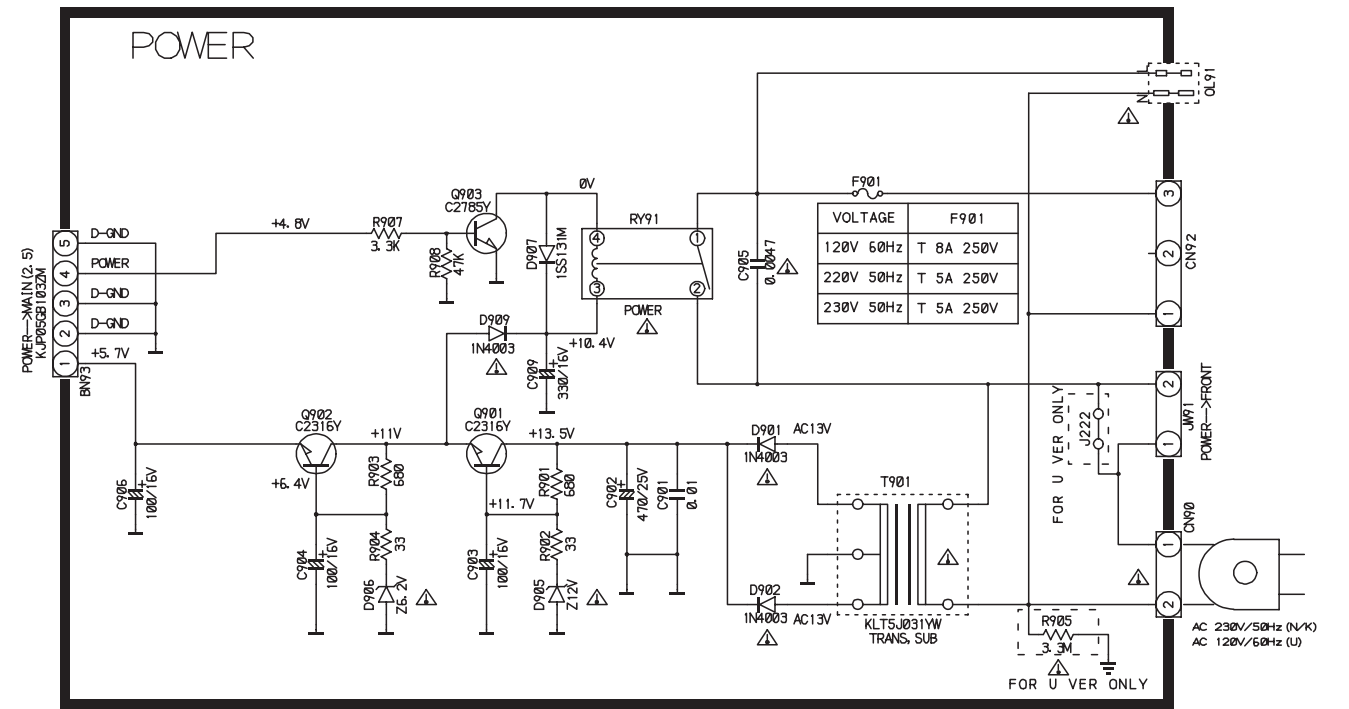 POWER
L
N
OL91
F901
VOLTAGE F901
120V 60Hz T 8A 250V
220V 50Hz T 5A 250V
230V 50Hz T 5A 250V
3
2
1
CN92
Q903
C2785Y
0V
RY91
4
1
3
2
POWER
+4.8V
R907
3.3K
R908
47K
D907
1SS131M
C905
0.0047
POWER-->MAIN(2.5)
KJP05GB103ZM
5
4
3
2
1
BN93
D-GND
POWER
D-GND
D-GND
+5.7V
D909
1N4003
+10.4V
C909
330/16V
+
2
1
JW91
POWER-->FRONT
FOR U VER ONLY
J222
Q902
C2316Y
+11V
Q901
C2316Y
+13.5V
D901
1N4003
AC13V
C906
100/16V
+
+6.4V
R903
680
+11.7V
R901
680
C902
470/25V
+
C901
0.01
T901
C904
100/16V
+
R904
33
D906
Z6.2V
C903
100/16V
+
R902
33
D905
Z12V
D902
1N4003
AC13V
KLT5J031YW
TRANS,SUB
CN90
1
2
R905
3.3M
FOR U VER ONLY
AC 230V/50Hz (N/K)
AC 120V/60Hz (U)